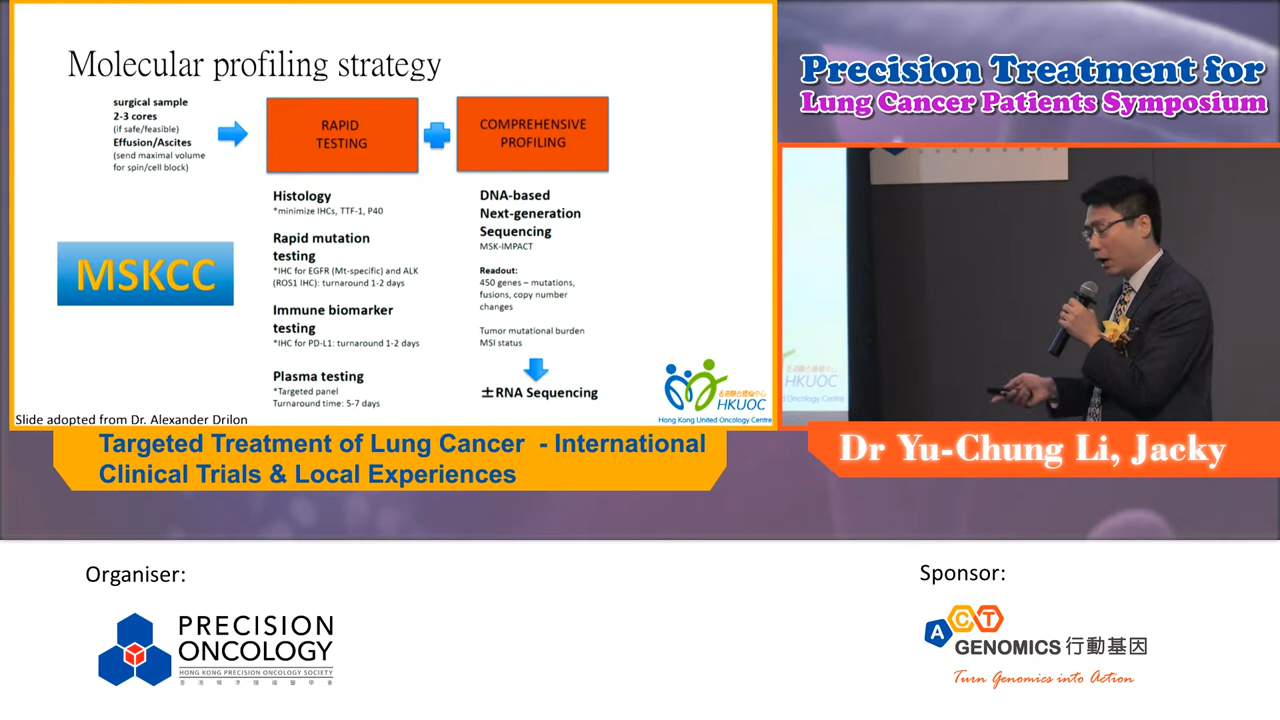 Molecular profiling strategy
surgical sample
2-3 cores
(if safe/feasible)
Effusion/Ascites
(send maximal volume
for spin/cell block)
RAPID
TESTING
COMPREHENSIVE
PROFILING
MSKCC
Histology
*minimize IHCs, TTF-1, P40
Rapid mutation
testing
*IHC for EGFR (Mt-specific) and ALK
(ROS1 IHC): turnaround 1-2 days
Immune biomarker
testing
*IHC for PD-L1: turnaround 1-2 days
Plasma testing
*Targeted panel
Turnaround time: 5-7 days
DNA-based
Next-generation
Sequencing
MSK-IMPACT
Readout:
450 genes – mutations,
fusions, copy number
changes
Tumor mutational burden
MSI status
±RNA Sequencing
HKUOC
Hong Kong United Oncology Centre
Slide adopted from Dr. Alexander Drilon
Precision Treatment for
Lung Cancer Patients Symposium
HKUOC
Oncology Centre
Targeted Treatment of Lung Cancer - International
Clinical Trials & Local Experiences
Dr Yu-Chung Li, Jacky
Organiser:
PRECISION
ONCOLOGY
HONG KONG PRECISION ONCOLOGY SOCIETY
Sponsor:
ACT
GENOMICS 行動基因
Turn Genomics into Action